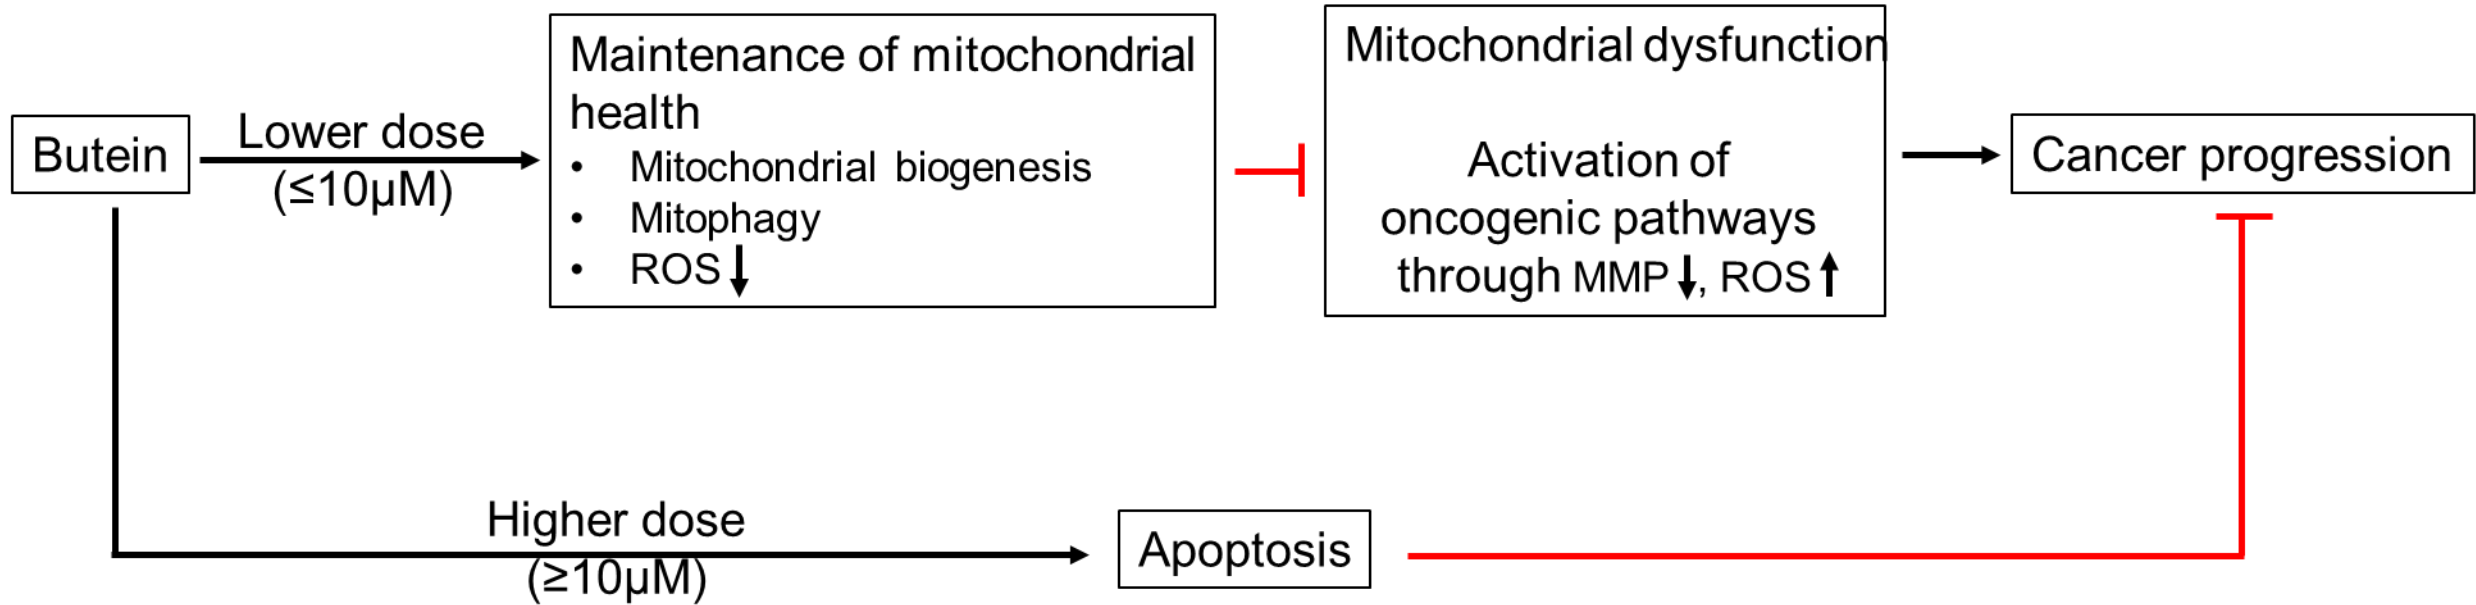 Butein
Lower dose
(≤10μM)
Maintenance of mitochondrial
health
• Mitochondrial biogenesis
• Mitophagy
• ROS↓
Mitochondrial dysfunction
Activation of
oncogenic pathways
through MMP↓, ROS↑
Cancer progression
Higher dose
(≥10μM)
Apoptosis